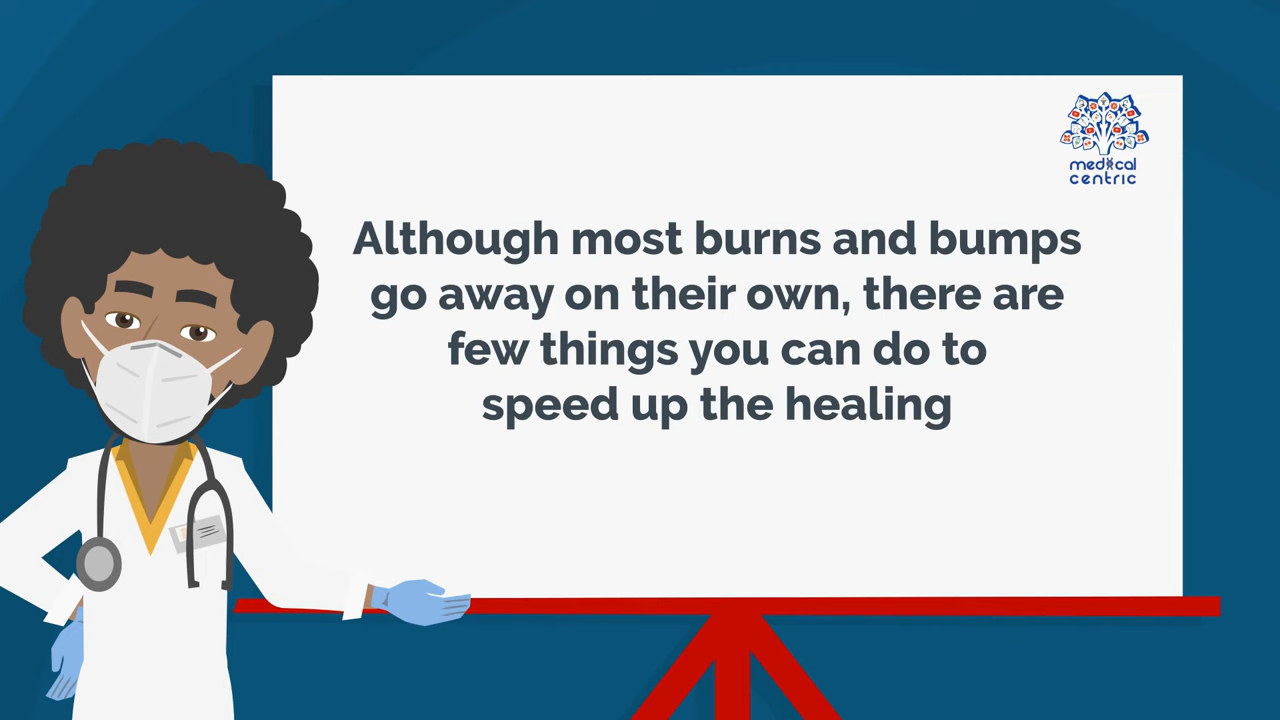 medical
centric
Although most burns and bumps
go away on their own, there are
few things you can do to
speed up the healing